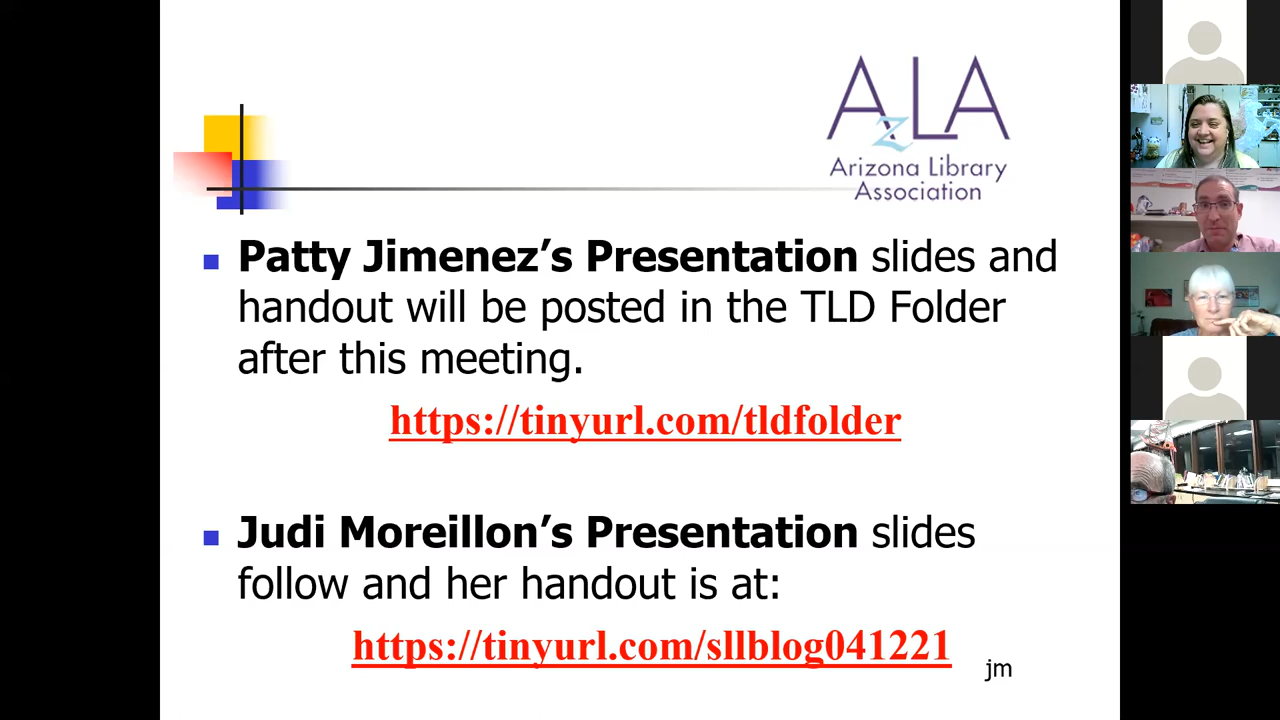 AzLA
Arizona Library
Association
Patty Jimenez’s Presentation slides and
handout will be posted in the TLD Folder
after this meeting.
https://tinyurl.com/tldfolder
Judi Moreillon’s Presentation slides
follow and her handout is at:
https://tinyurl.com/sllblog041221
jm